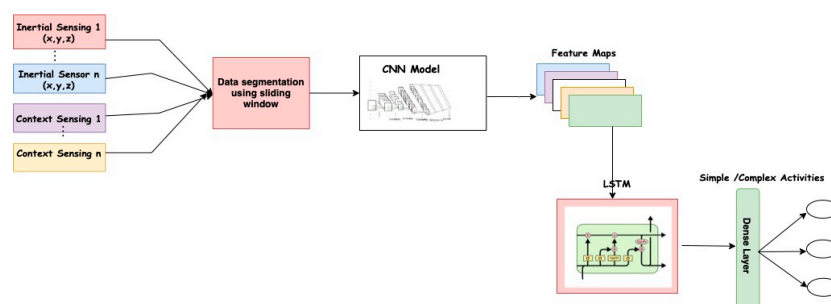 Inertial Sensing 1
(x,y,z)
Inertial Sensor n
(x,y,z)
Context Sensing 1
Context Sensing n
Data segmentation
using sliding
window
CNN Model
Feature Maps
LSTM
Simple /Complex Activities
Dense Layer